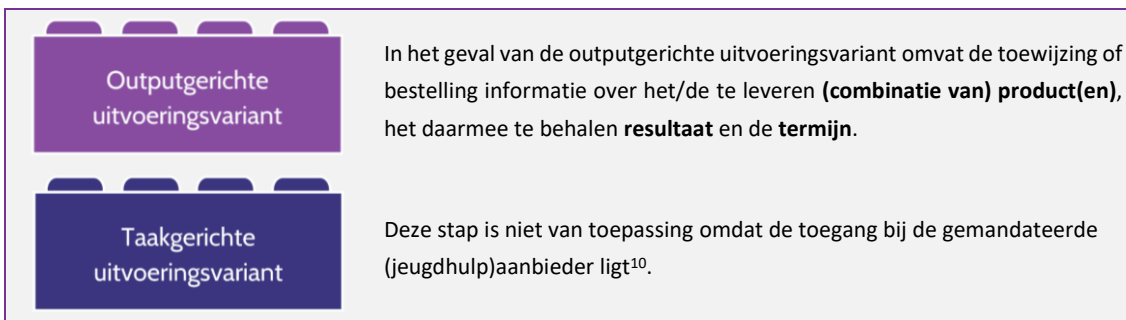 Outputgerichte
uitvoeringsvariant
In het geval van de outputgerichte uitvoeringsvariant omvat de toewijzing of
bestelling informatie over het/de te leveren (combinatie van) product(en),
het daarmee te behalen resultaat en de termijn.
Taakgerichte
uitvoeringsvariant
Deze stap is niet van toepassing omdat de toegang bij de gemandateerde
(jeugdhulp)aanbieder ligt¹⁰.